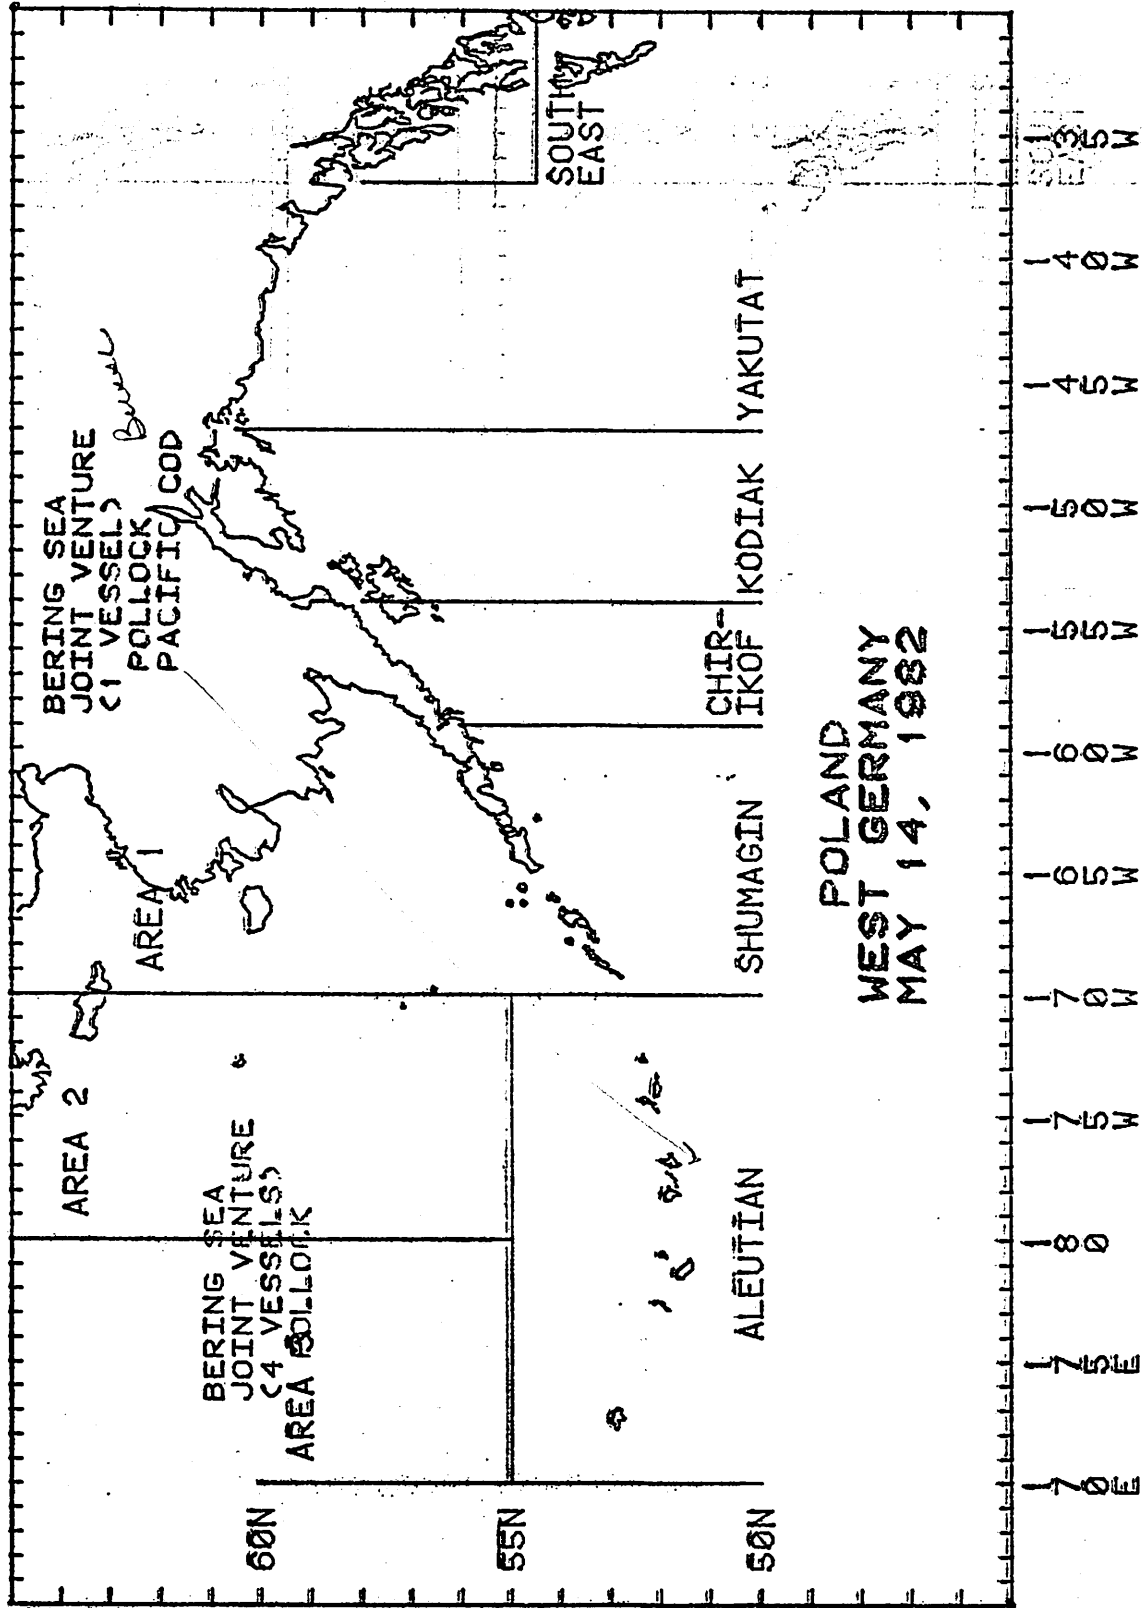 BERING SEA
JOINT VENTURE
(1 VESSEL)
POLLOCK
PACIFIC COD
AREA 1
AREA 2
BERING SEA
JOINT VENTURE
(4 VESSELS)
POLLOCK
AREA 3
60N
55N
50N
SOUTH
EAST
YAKUTAT
KODIAK
CHIR-
IKOF
SHUMAGIN
ALEUTIAN
POLAND
WEST GERMANY
MAY 14, 1982
170E
175E
180
175W
170W
165W
160W
155W
150W
145W
140W
135W